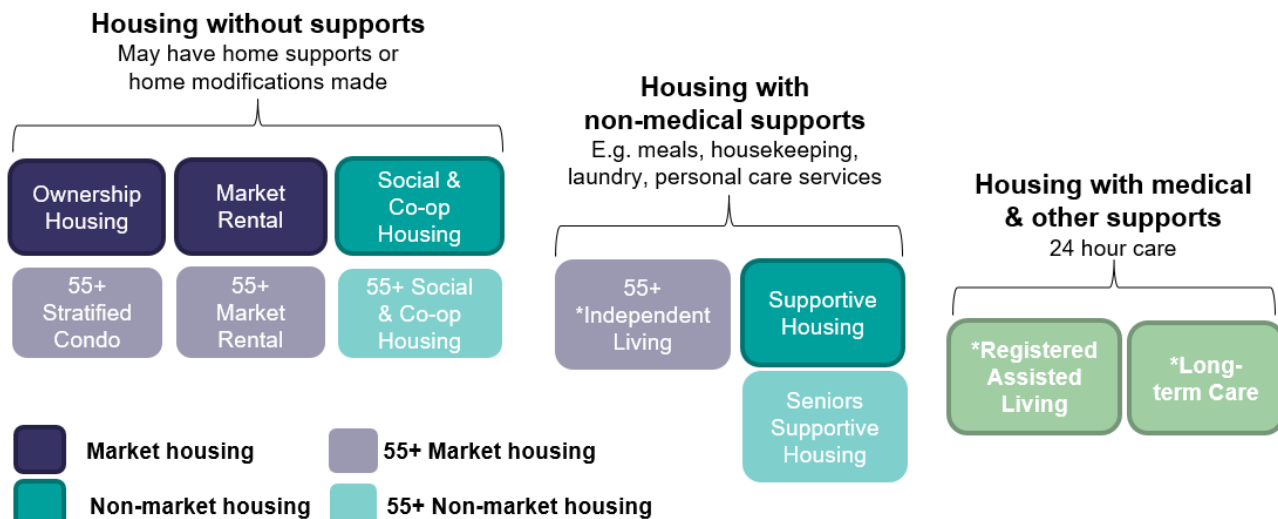 Housing without supports
May have home supports or
home modifications made
Ownership
Housing
Market
Rental
Social &
Co-op
Housing
55+
Stratified
Condo
55+
Market
Rental
55+ Social
& Co-op
Housing
Housing with
non-medical supports
E.g. meals, housekeeping,
laundry, personal care services
55+
*Independent
Living
Supportive
Housing
Seniors
Supportive
Housing
Housing with medical
& other supports
24 hour care
*Registered
Assisted
Living
*Long-
term Care
Market housing
55+ Market housing
Non-market housing
55+ Non-market housing